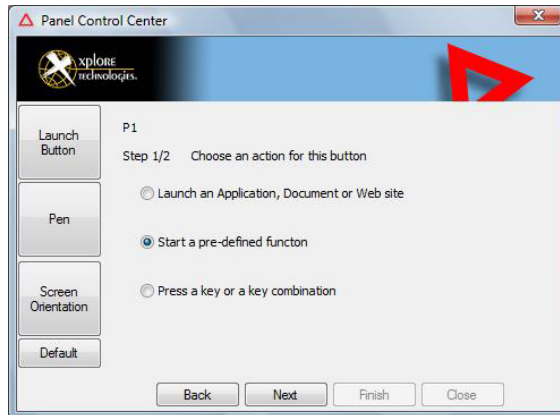 Panel Control Center
xplore
technologies.
Launch
Button
Pen
Screen
Orientation
Default
P1
Step 1/2 Choose an action for this button
Launch an Application, Document or Web site
Start a pre-defined functon
Press a key or a key combination
Back Next Finish Close